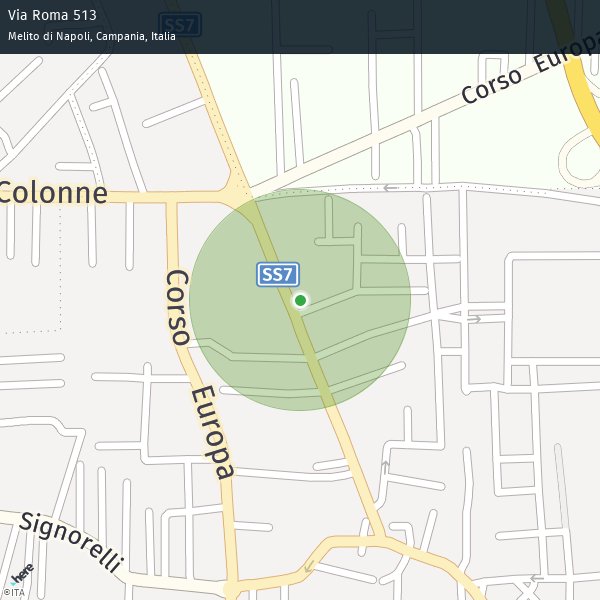 Via Roma 513
Melito di Napoli, Campania, Italia
SS7
Corso Europa
Colonne
SS7
Corso Europa
Signorelli
here
©ITA